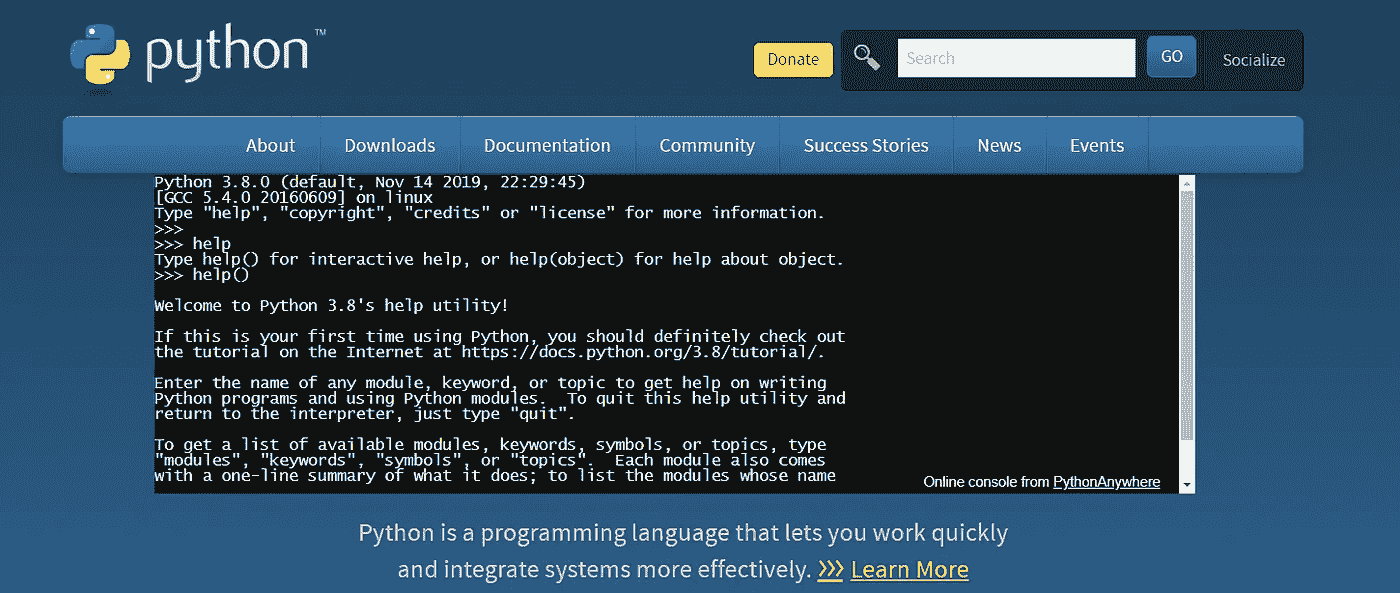 python™
Donate
Search
GO
Socialize
About
Downloads
Documentation
Community
Success Stories
News
Events
Python 3.8.0 (default, Nov 14 2019, 22:29:45)
[GCC 5.4.0 20160609] on linux
Type "help", "copyright", "credits" or "license" for more information.
>>>
>>> help
Type help() for interactive help, or help(object) for help about object.
>>> help()
Welcome to Python 3.8's help utility!
If this is your first time using Python, you should definitely check out
the tutorial on the Internet at https://docs.python.org/3.8/tutorial/.
Enter the name of any module, keyword, or topic to get help on writing
Python programs and using Python modules.  To quit this help utility and
return to the interpreter, just type "quit".
To get a list of available modules, keywords, symbols, or topics, type
"modules", "keywords", "symbols", or "topics".  Each module also comes
with a one-line summary of what it does; to list the modules whose name
Online console from PythonAnywhere
Python is a programming language that lets you work quickly
and integrate systems more effectively. >>> Learn More